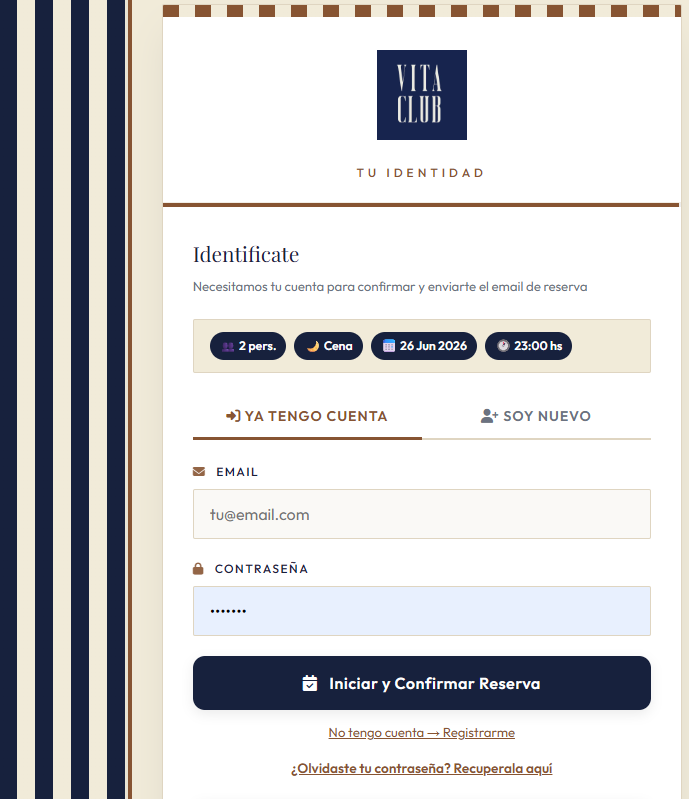 VITA
CLUB
TU IDENTIDAD
Identificate
Necesitamos tu cuenta para confirmar y enviarte el email de reserva
2 pers. Cena 26 Jun 2026 23:00 hs
YA TENGO CUENTA SOY NUEVO
EMAIL
tu@email.com
CONTRASEÑA
•••••••
Iniciar y Confirmar Reserva
No tengo cuenta → Registrarme
¿Olvidaste tu contraseña? Recuperala aquí